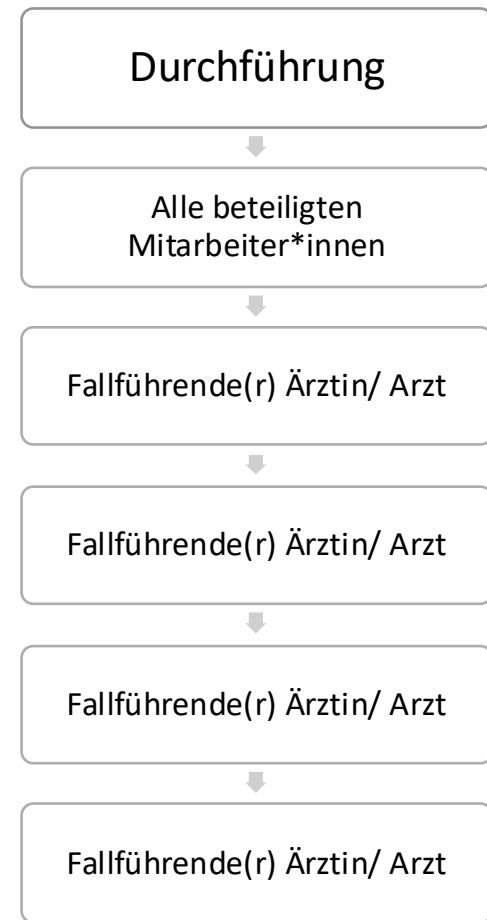 Durchführung
Alle beteiligten
Mitarbeiter*innen
Fallführende(r) Ärztin/ Arzt
Fallführende(r) Ärztin/ Arzt
Fallführende(r) Ärztin/ Arzt
Fallführende(r) Ärztin/ Arzt